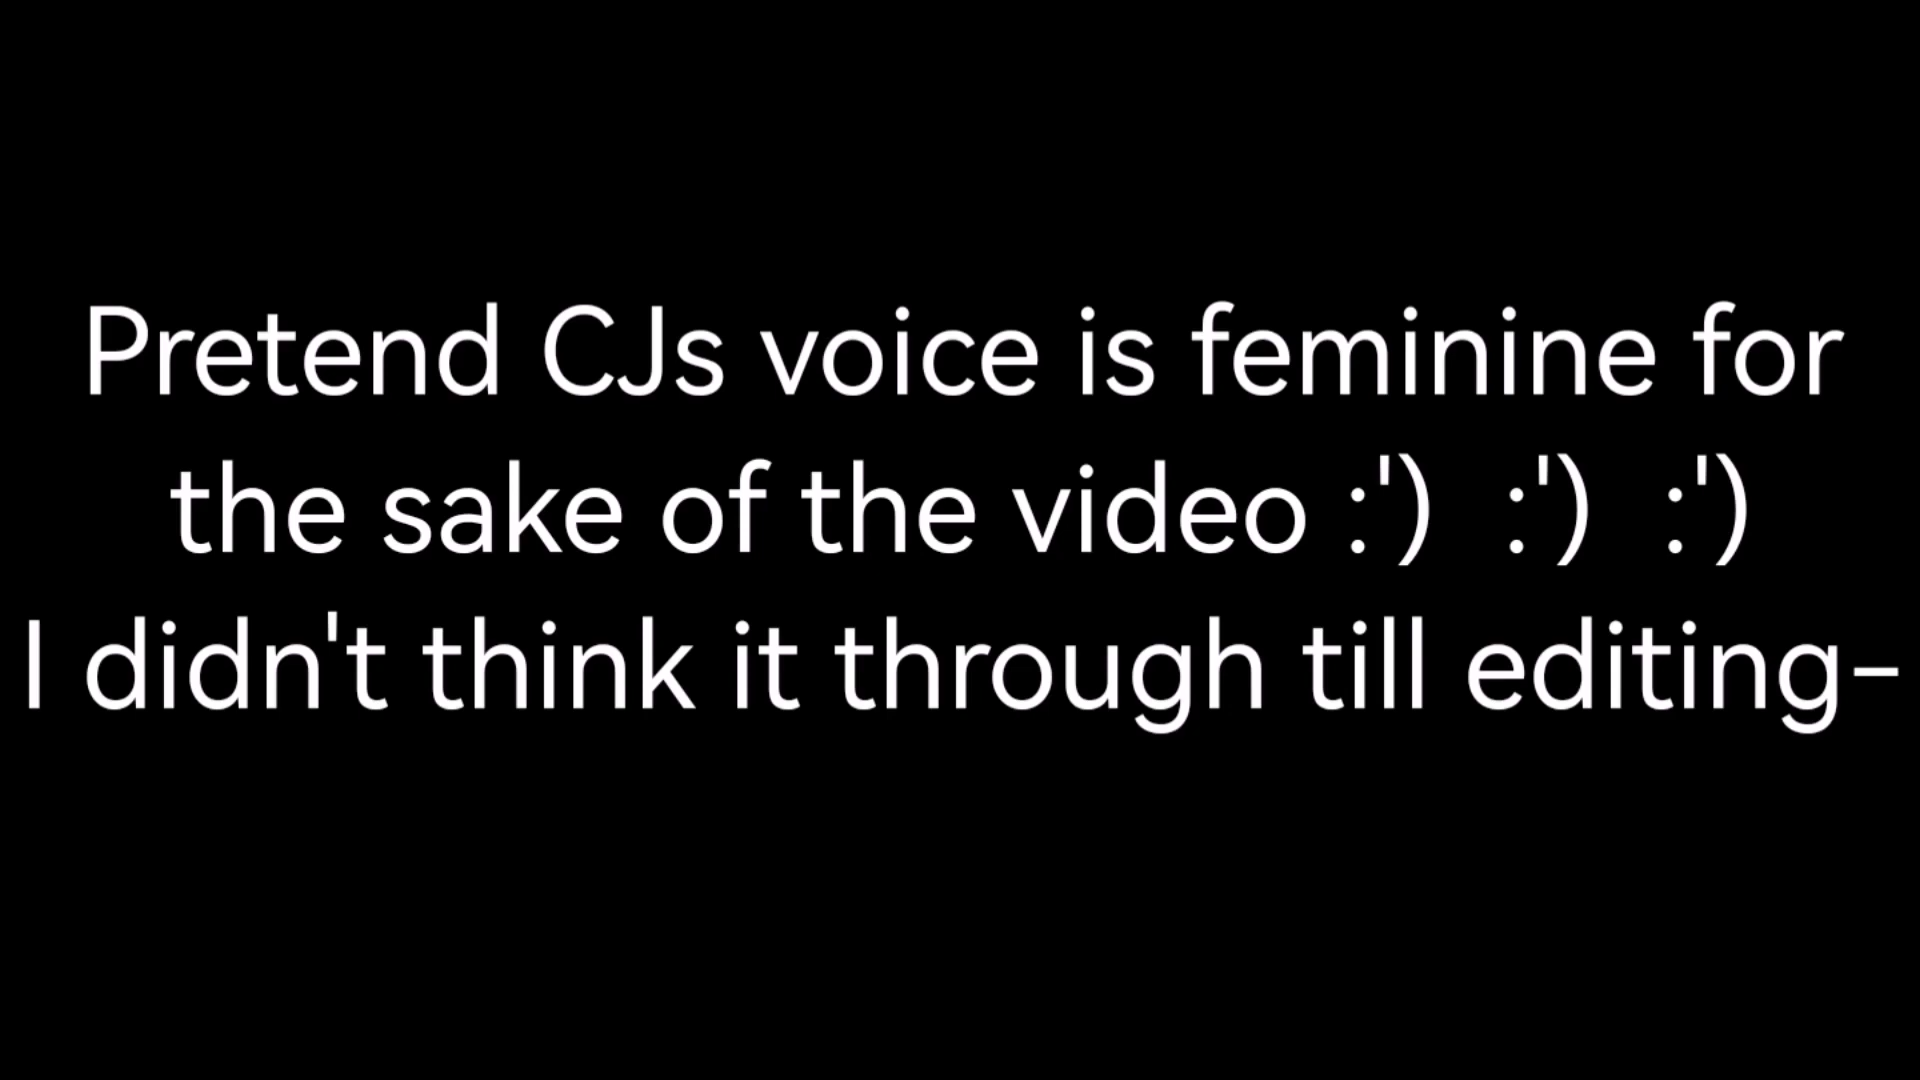 Pretend CJs voice is feminine for
the sake of the video :')  :')  :')
I didn't think it through till editing-